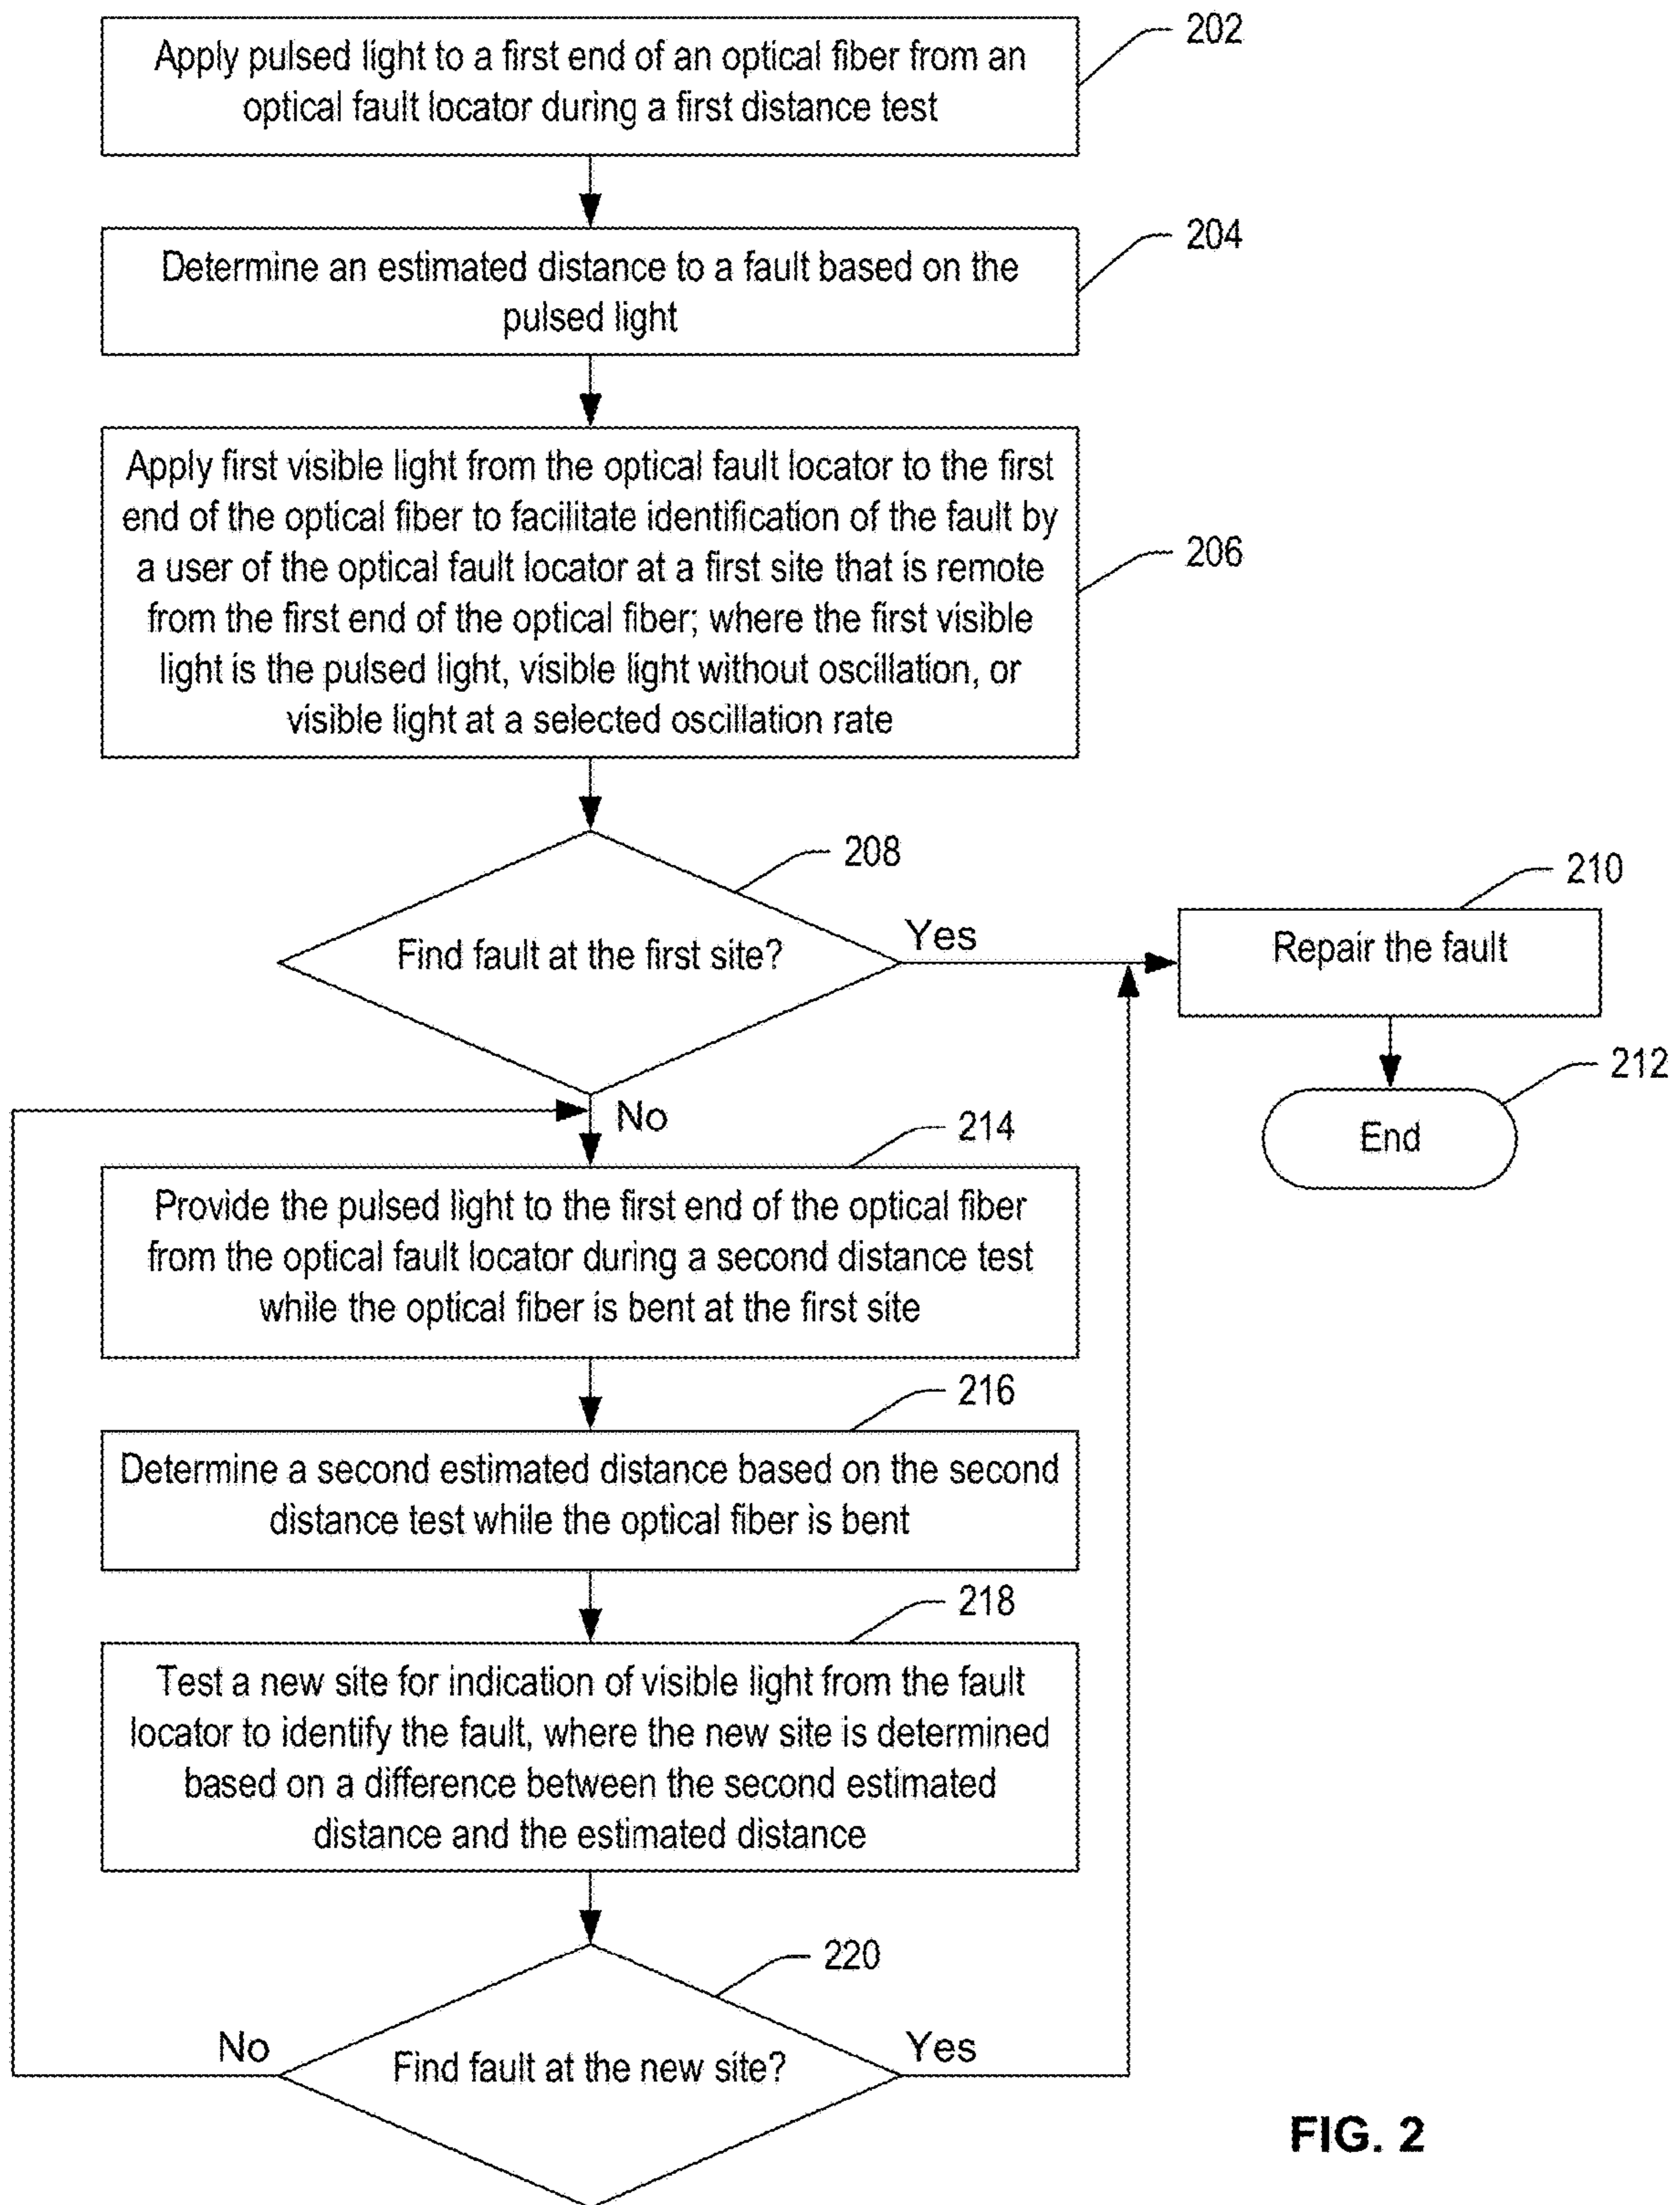 202
Apply pulsed light to a first end of an optical fiber from an
optical fault locator during a first distance test
204
Determine an estimated distance to a fault based on the
pulsed light
206
Apply first visible light from the optical fault locator to the first
end of the optical fiber to facilitate identification of the fault by
a user of the optical fault locator at a first site that is remote
from the first end of the optical fiber; where the first visible
light is the pulsed light, visible light without oscillation, or
visible light at a selected oscillation rate
208
Find fault at the first site?
Yes
210
Repair the fault
212
End
No
214
Provide the pulsed light to the first end of the optical fiber
from the optical fault locator during a second distance test
while the optical fiber is bent at the first site
216
Determine a second estimated distance based on the second
distance test while the optical fiber is bent
218
Test a new site for indication of visible light from the fault
locator to identify the fault, where the new site is determined
based on a difference between the second estimated
distance and the estimated distance
220
Find fault at the new site?
No
Yes
FIG. 2